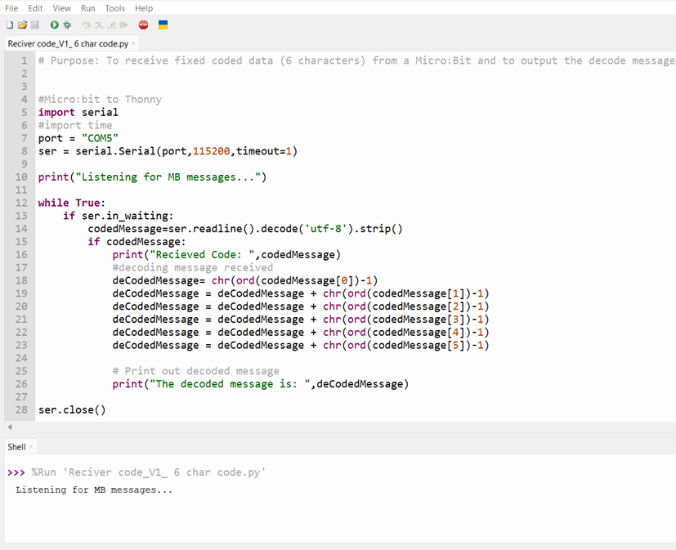 File Edit View Run Tools Help
Reciver code_V1_ 6 char code.py
1 # Purpose: To receive fixed coded data (6 characters) from a Micro:Bit and to output the decode message
2
3
4 #Micro:bit to Thonny
5 import serial
6 #import time
7 port = "COM5"
8 ser = serial.Serial(port,115200,timeout=1)
9
10 print("Listening for MB messages...")
11
12 while True:
13 if ser.in_waiting:
14 codedMessage=ser.readline().decode('utf-8').strip()
15 if codedMessage:
16 print("Recieved Code: ",codedMessage)
17 #decoding message received
18 deCodedMessage= chr(ord(codedMessage[0])-1)
19 deCodedMessage = deCodedMessage + chr(ord(codedMessage[1])-1)
20 deCodedMessage = deCodedMessage + chr(ord(codedMessage[2])-1)
21 deCodedMessage = deCodedMessage + chr(ord(codedMessage[3])-1)
22 deCodedMessage = deCodedMessage + chr(ord(codedMessage[4])-1)
23 deCodedMessage = deCodedMessage + chr(ord(codedMessage[5])-1)
24
25 # Print out decoded message
26 print("The decoded message is: ",deCodedMessage)
27
28 ser.close()
Shell
>>> %Run 'Reciver code_V1_ 6 char code.py'
Listening for MB messages...